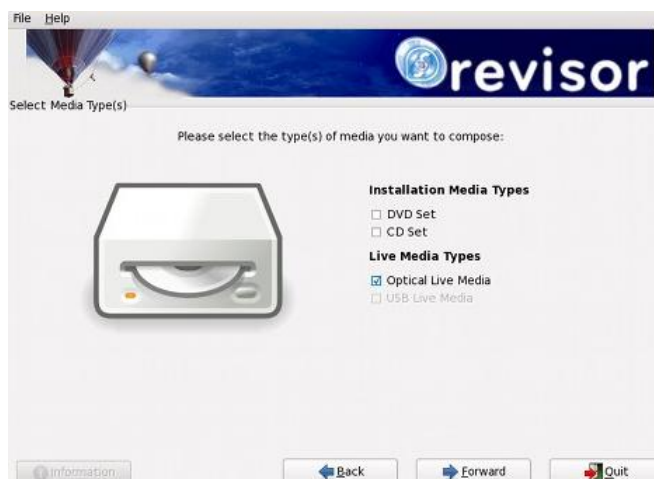 File Help
revisor
Select Media Type(s)
Please select the type(s) of media you want to compose:
Installation Media Types
DVD Set
CD Set
Live Media Types
Optical Live Media
USB Live Media
Information
Back
Forward
Quit